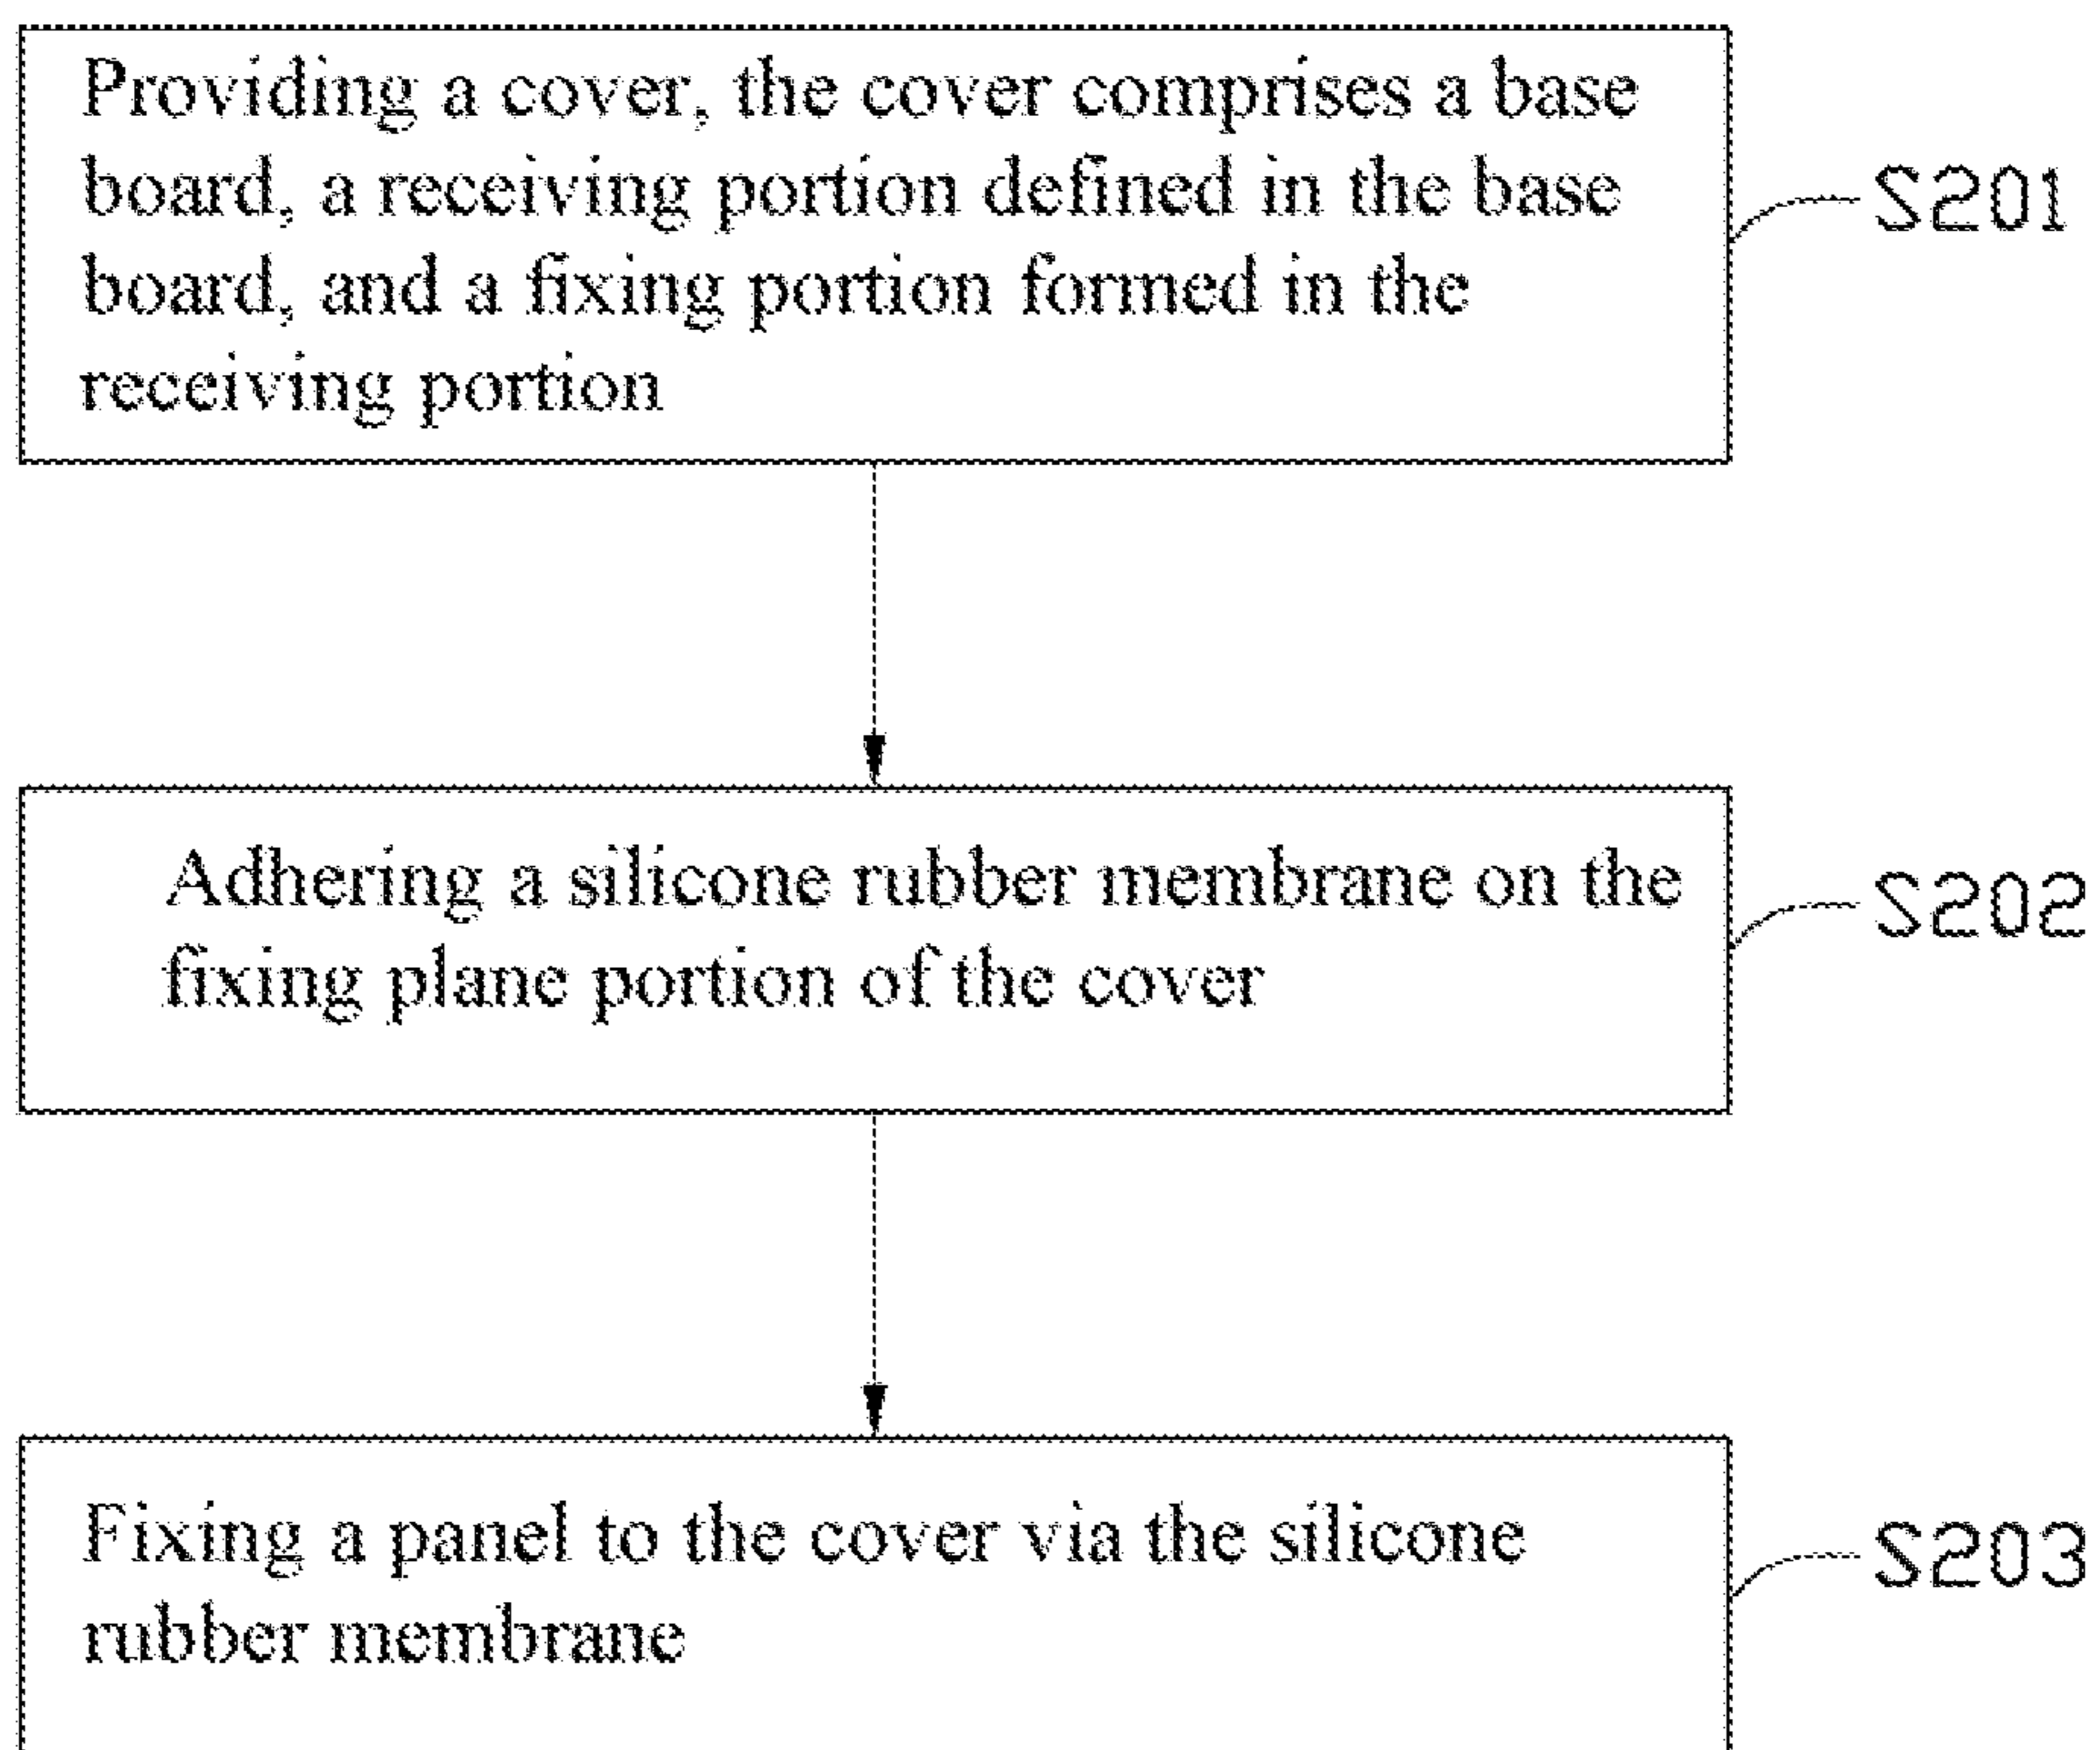 Providing a cover, the cover comprises a base
board, a receiving portion defined in the base
board, and a fixing portion formed in the
receiving portion
S201
Adhering a silicone rubber membrane on the
fixing plane portion of the cover
S202
Fixing a panel to the cover via the silicone
rubber membrane
S203